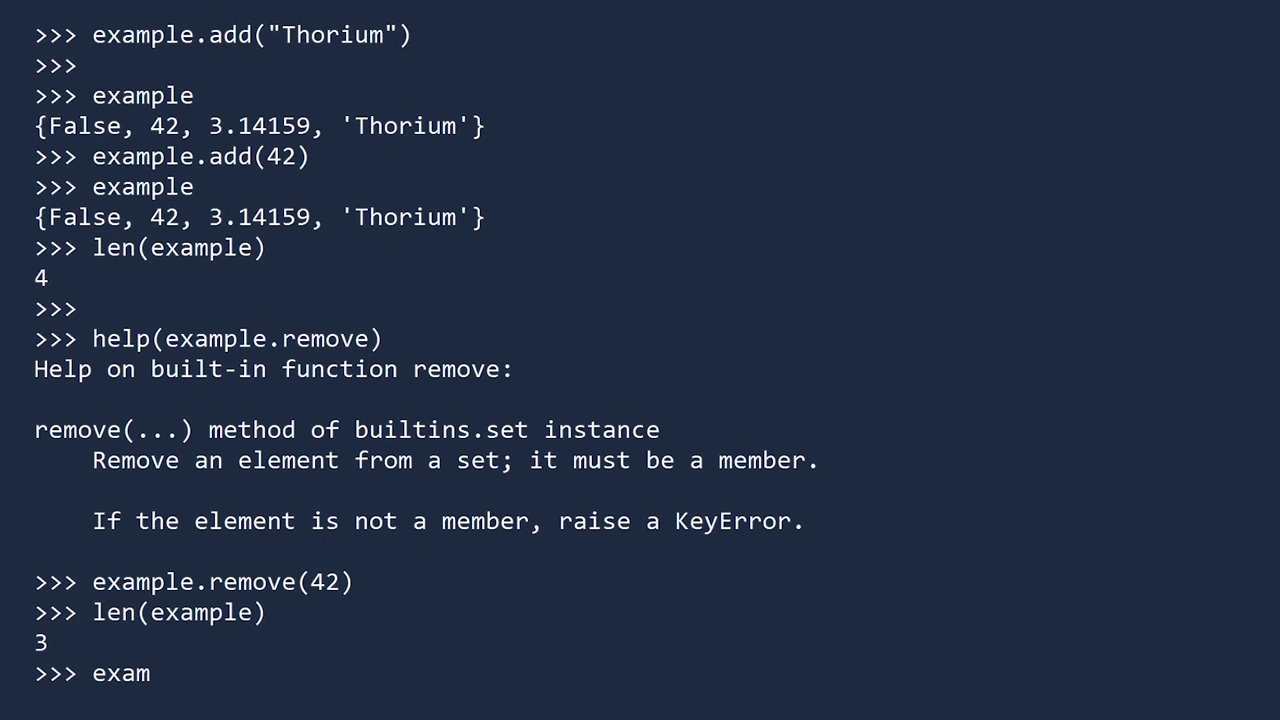 >>> example.add("Thorium")
>>>
>>> example
{False, 42, 3.14159, 'Thorium'}
>>> example.add(42)
>>> example
{False, 42, 3.14159, 'Thorium'}
>>> len(example)
4
>>>
>>> help(example.remove)
Help on built-in function remove:

remove(...) method of builtins.set instance
    Remove an element from a set; it must be a member.

    If the element is not a member, raise a KeyError.

>>> example.remove(42)
>>> len(example)
3
>>> exam